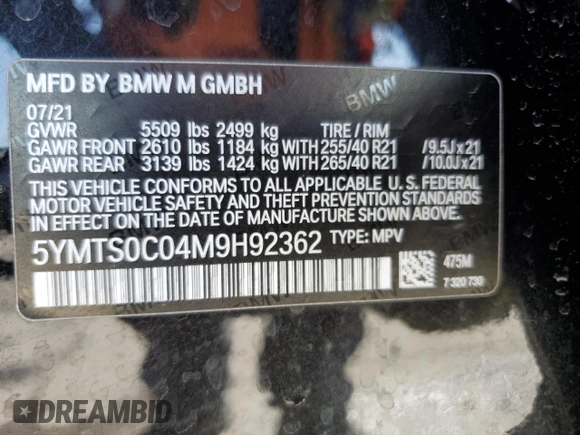 MFD BY BMW M GMBH
07/21
GVWR 5509 lbs 2499 kg TIRE / RIM
GAWR FRONT 2610 lbs 1184 kg WITH 255/40 R21 /9.5J x 21
GAWR REAR 3139 lbs 1424 kg WITH 265/40 R21 /10.0J x 21
THIS VEHICLE CONFORMS TO ALL APPLICABLE U. S. FEDERAL
MOTOR VEHICLE SAFETY AND THEFT PREVENTION STANDARDS
IN EFFECT ON THE DATE OF MANUFACTURE SHOWN ABOVE.
5YMTS0C04M9H92362 TYPE: MPV
475M
7 320 730
DREAMBID